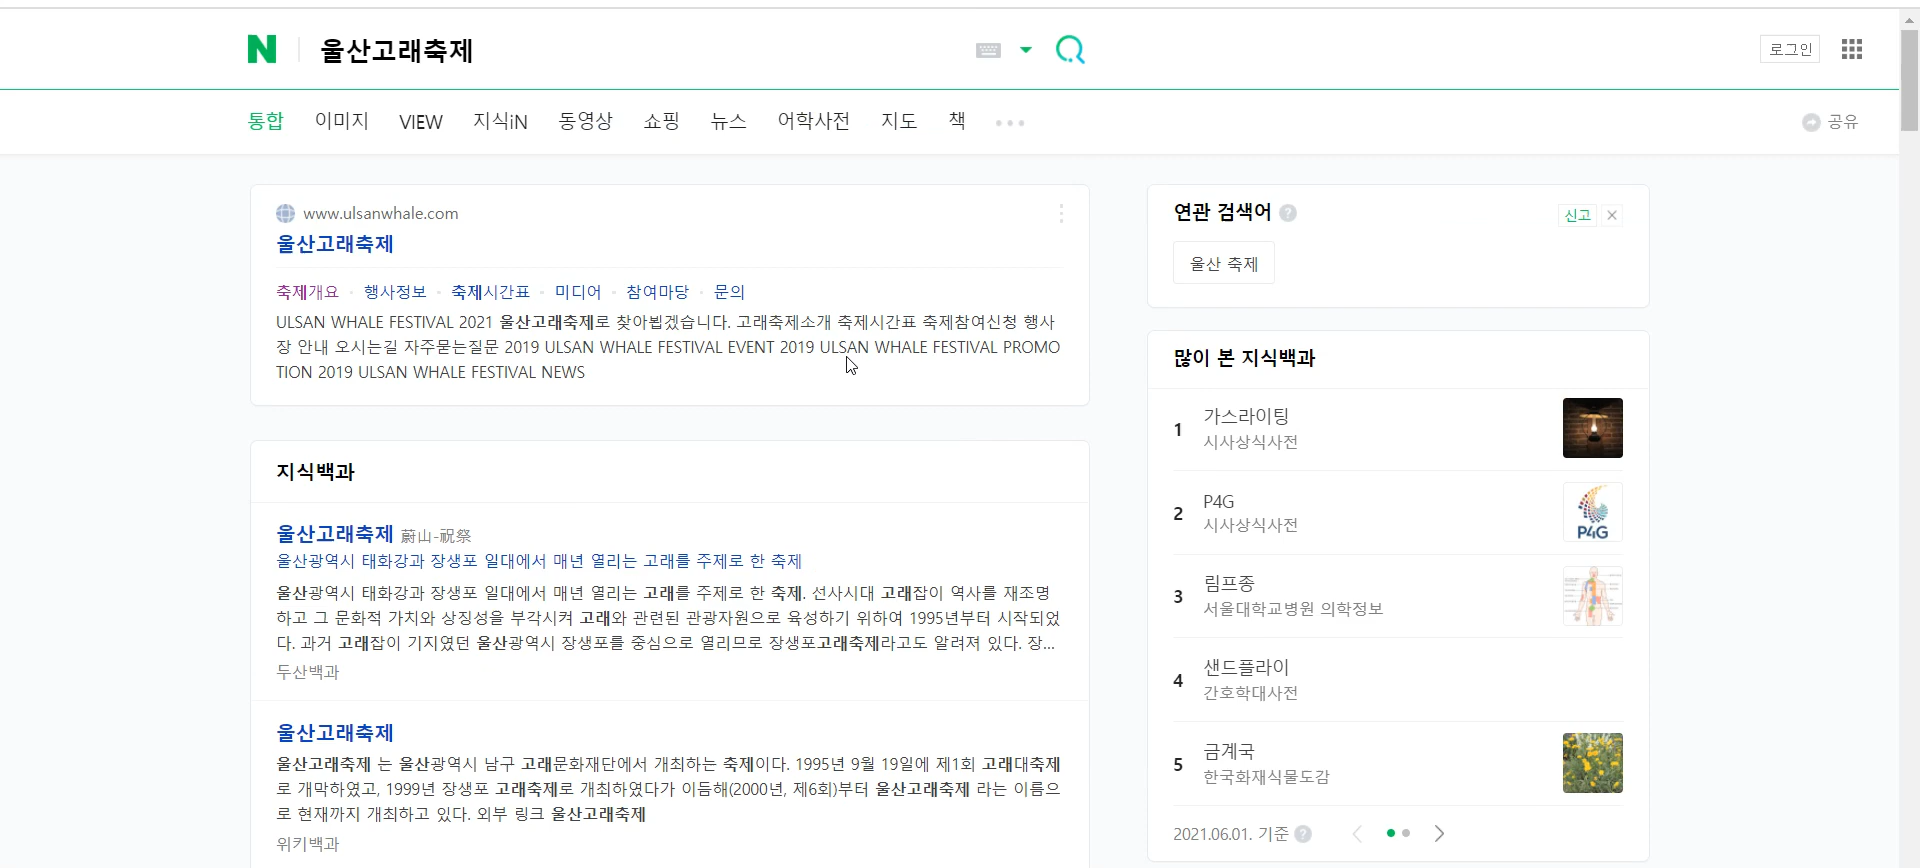 N 울산고래축제
로그인
통합 이미지 VIEW 지식iN 동영상 쇼핑 뉴스 어학사전 지도 책
공유
www.ulsanwhale.com
울산고래축제
축제개요 · 행사정보 · 축제시간표 · 미디어 · 참여마당 · 문의
ULSAN WHALE FESTIVAL 2021 울산고래축제로 찾아뵙겠습니다. 고래축제소개 축제시간표 축제참여신청 행사
장 안내 오시는길 자주묻는질문 2019 ULSAN WHALE FESTIVAL EVENT 2019 ULSAN WHALE FESTIVAL PROMO
TION 2019 ULSAN WHALE FESTIVAL NEWS
지식백과
울산고래축제 蔚山-祝祭
울산광역시 태화강과 장생포 일대에서 매년 열리는 고래를 주제로 한 축제
울산광역시 태화강과 장생포 일대에서 매년 열리는 고래를 주제로 한 축제. 선사시대 고래잡이 역사를 재조명
하고 그 문화적 가치와 상징성을 부각시켜 고래와 관련된 관광자원으로 육성하기 위하여 1995년부터 시작되었
다. 과거 고래잡이 기지였던 울산광역시 장생포를 중심으로 열리므로 장생포고래축제라고도 알려져 있다. 장...
두산백과
울산고래축제
울산고래축제 는 울산광역시 남구 고래문화재단에서 개최하는 축제이다. 1995년 9월 19일에 제1회 고래대축제
로 개막하였고, 1999년 장생포 고래축제로 개최하였다가 이듬해(2000년, 제6회)부터 울산고래축제 라는 이름으
로 현재까지 개최하고 있다. 외부 링크 울산고래축제
위키백과
연관 검색어 ?
신고
울산 축제
많이 본 지식백과
1 가스라이팅
시사상식사전
2 P4G
시사상식사전
P4G
3 림프종
서울대학교병원 의학정보
4 샌드플라이
간호학대사전
5 금계국
한국화재식물도감
2021.06.01. 기준 ?